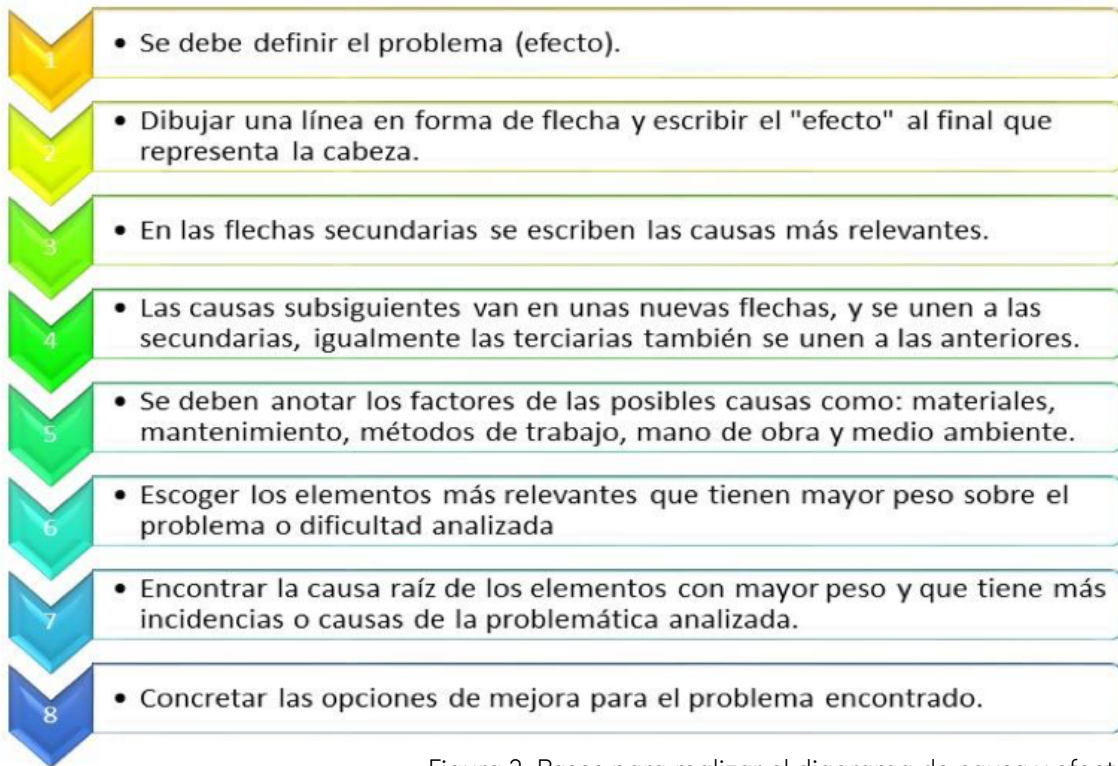 1
• Se debe definir el problema (efecto).
2
• Dibujar una línea en forma de flecha y escribir el "efecto" al final que
representa la cabeza.
3
• En las flechas secundarias se escriben las causas más relevantes.
4
• Las causas subsiguientes van en unas nuevas flechas, y se unen a las
secundarias, igualmente las terciarias también se unen a las anteriores.
5
• Se deben anotar los factores de las posibles causas como: materiales,
mantenimiento, métodos de trabajo, mano de obra y medio ambiente.
6
• Escoger los elementos más relevantes que tienen mayor peso sobre el
problema o dificultad analizada
7
• Encontrar la causa raíz de los elementos con mayor peso y que tiene más
incidencias o causas de la problemática analizada.
8
• Concretar las opciones de mejora para el problema encontrado.